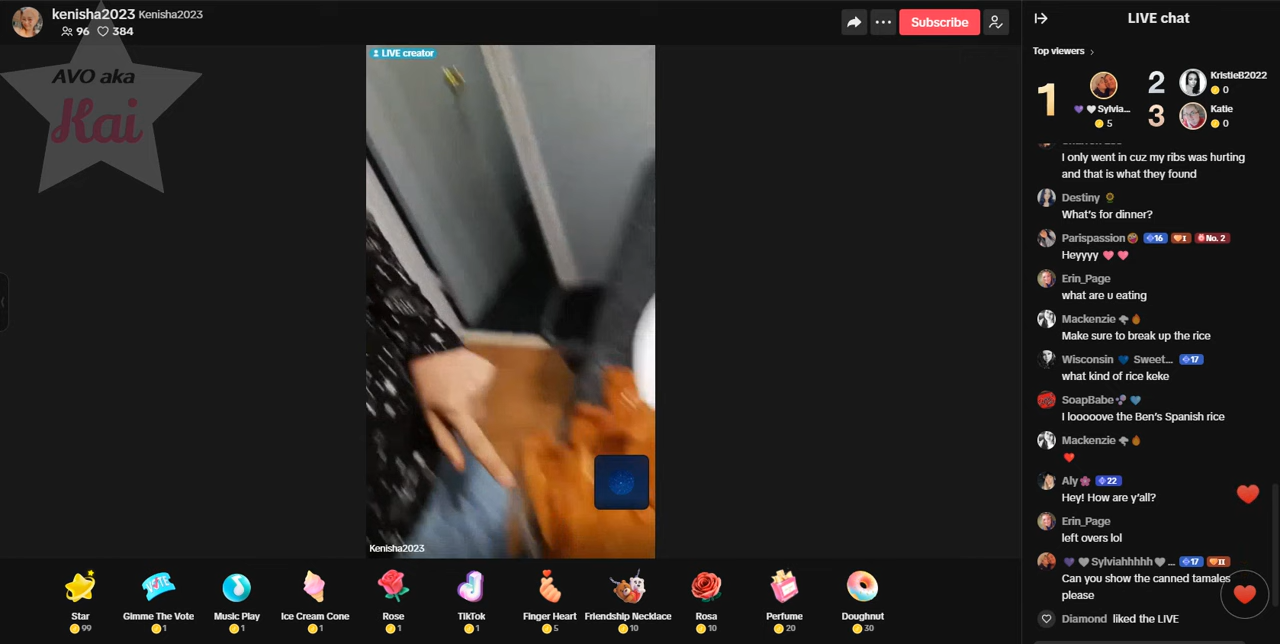 kenisha2023 Kenisha2023
96 384
Subscribe
AVO aka
Kai
LIVE creator
Kenisha2023
Star
99
Gimme The Vote
1
Music Play
1
Ice Cream Cone
1
Rose
1
TikTok
1
Finger Heart
5
Friendship Necklace
10
Rosa
10
Perfume
20
Doughnut
30
LIVE chat
Top viewers
1
Sylvia...
5
2
KristieB2022
0
3
Katie
0
I only went in cuz my ribs was hurting
and that is what they found
Destiny
What's for dinner?
Parispassion 16 I No. 2
Heyyyy
Erin_Page
what are u eating
Mackenzie
Make sure to break up the rice
Wisconsin Sweet... 17
what kind of rice keke
SoapBabe
I looooove the Ben's Spanish rice
Mackenzie
Aly 22
Hey! How are y'all?
Erin_Page
left overs lol
Sylviahhhhh ... 17 II
Can you show the canned tamales
please
Diamond liked the LIVE